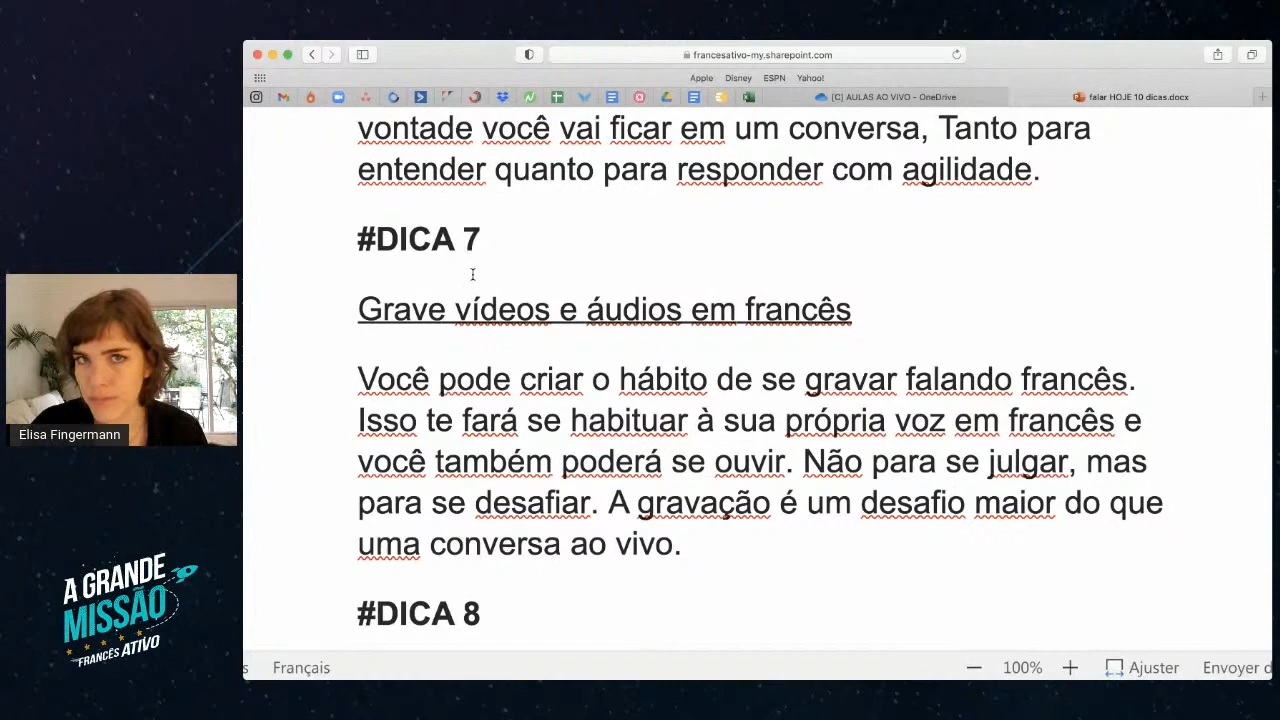 francesativo-my.sharepoint.com
Apple Disney ESPN Yahoo!
[C] AULAS AO VIVO - OneDrive
falar HOJE 10 dicas.docx
vontade você vai ficar em um conversa, Tanto para
entender quanto para responder com agilidade.
#DICA 7
Grave vídeos e áudios em francês
Você pode criar o hábito de se gravar falando francês.
Isso te fará se habituar à sua própria voz em francês e
você também poderá se ouvir. Não para se julgar, mas
para se desafiar. A gravação é um desafio maior do que
uma conversa ao vivo.
#DICA 8
s Français
100%
Ajuster
Envoyer d
Elisa Fingermann
A GRANDE
MISSÃO
FRANCÊS ATIVO